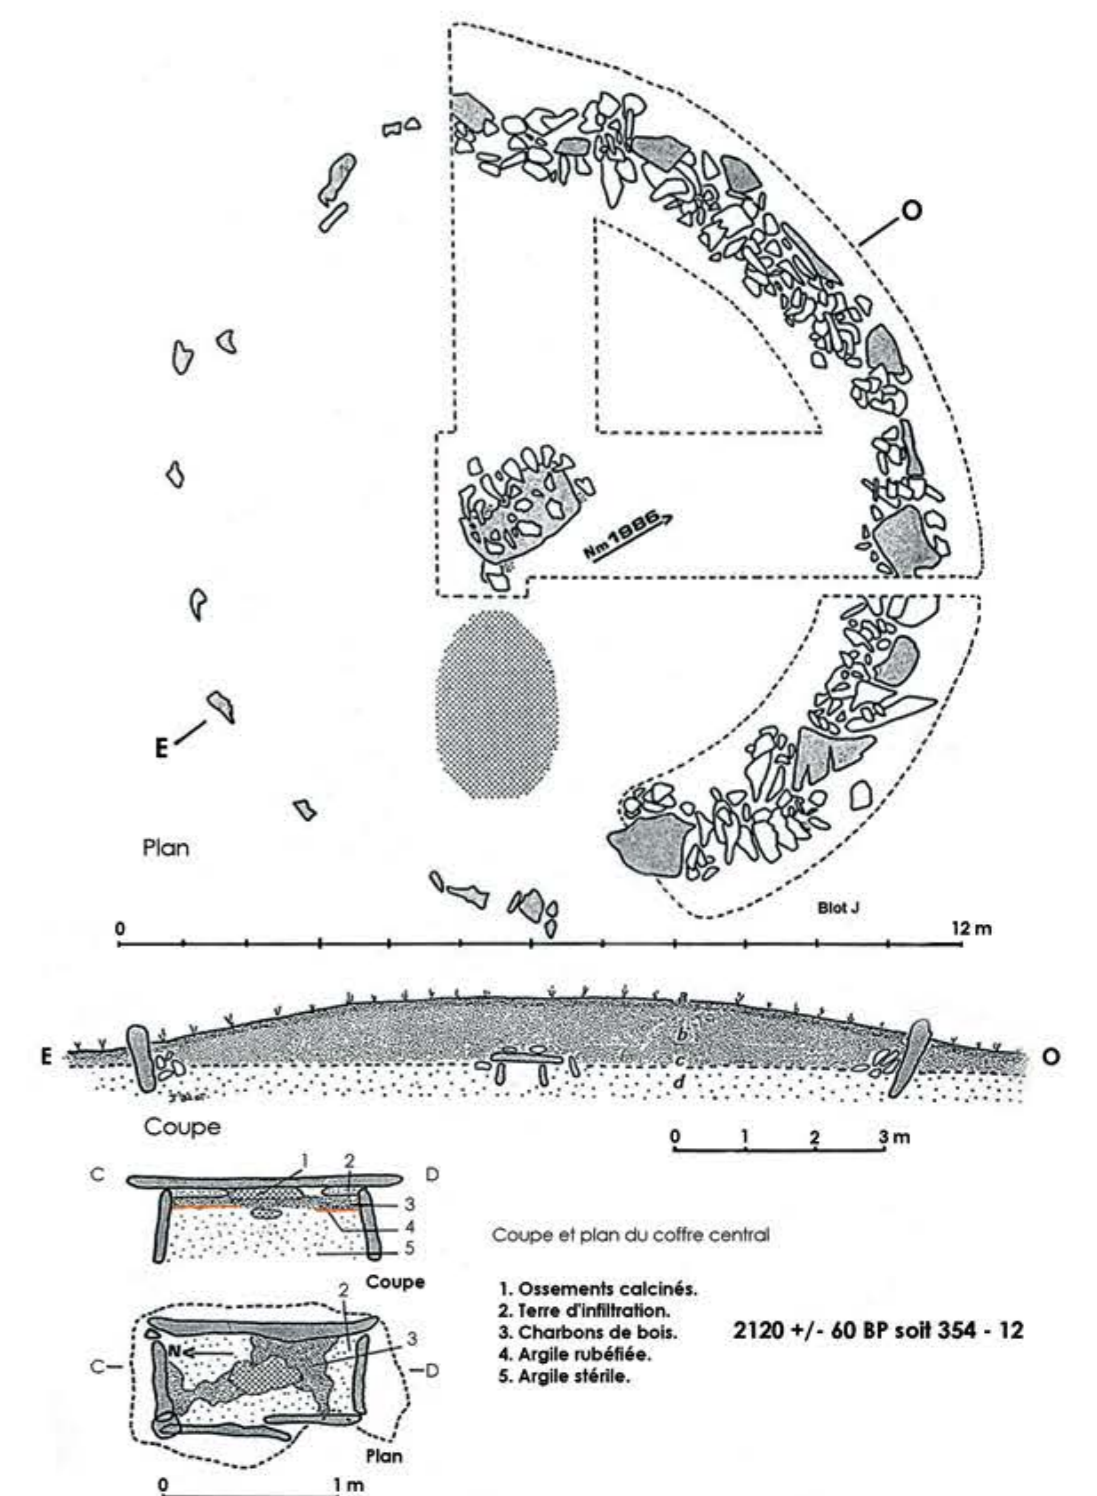 O
Nm 1986
E
Plan
Blot J
0 12 m
a
b
E c O
d
Coupe
0 1 2 3 m
C 1 2 D
3
4
5
Coupe et plan du coffre central
Coupe
1. Ossements calcinés.
2. Terre d'infiltration.
3. Charbons de bois.
4. Argile rubéfiée.
5. Argile stérile.
2120 +/- 60 BP soit 354 - 12
2
3
N
C D
Plan
0 1 m